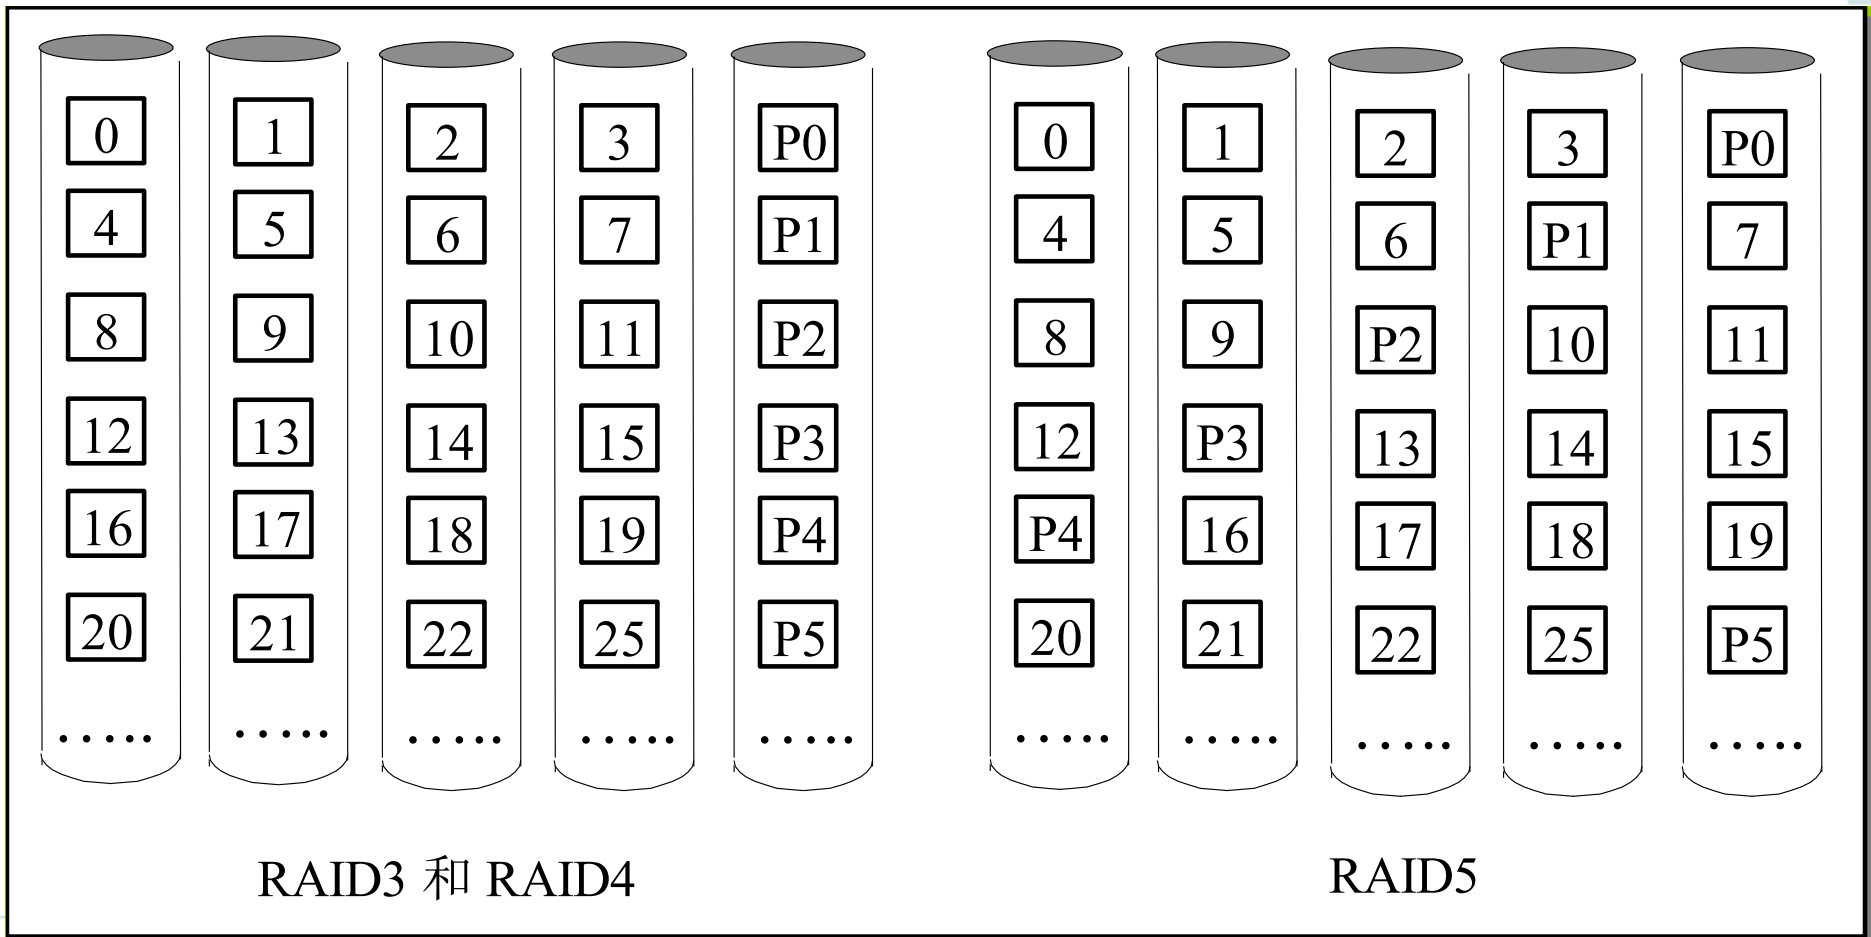 0 1 2 3 P0
4 5 6 7 P1
8 9 10 11 P2
12 13 14 15 P3
16 17 18 19 P4
20 21 22 25 P5
..... ..... ..... ..... .....
RAID3 和 RAID4
0 1 2 3 P0
4 5 6 P1 7
8 9 P2 10 11
12 P3 13 14 15
P4 16 17 18 19
20 21 22 25 P5
..... ..... ..... ..... .....
RAID5